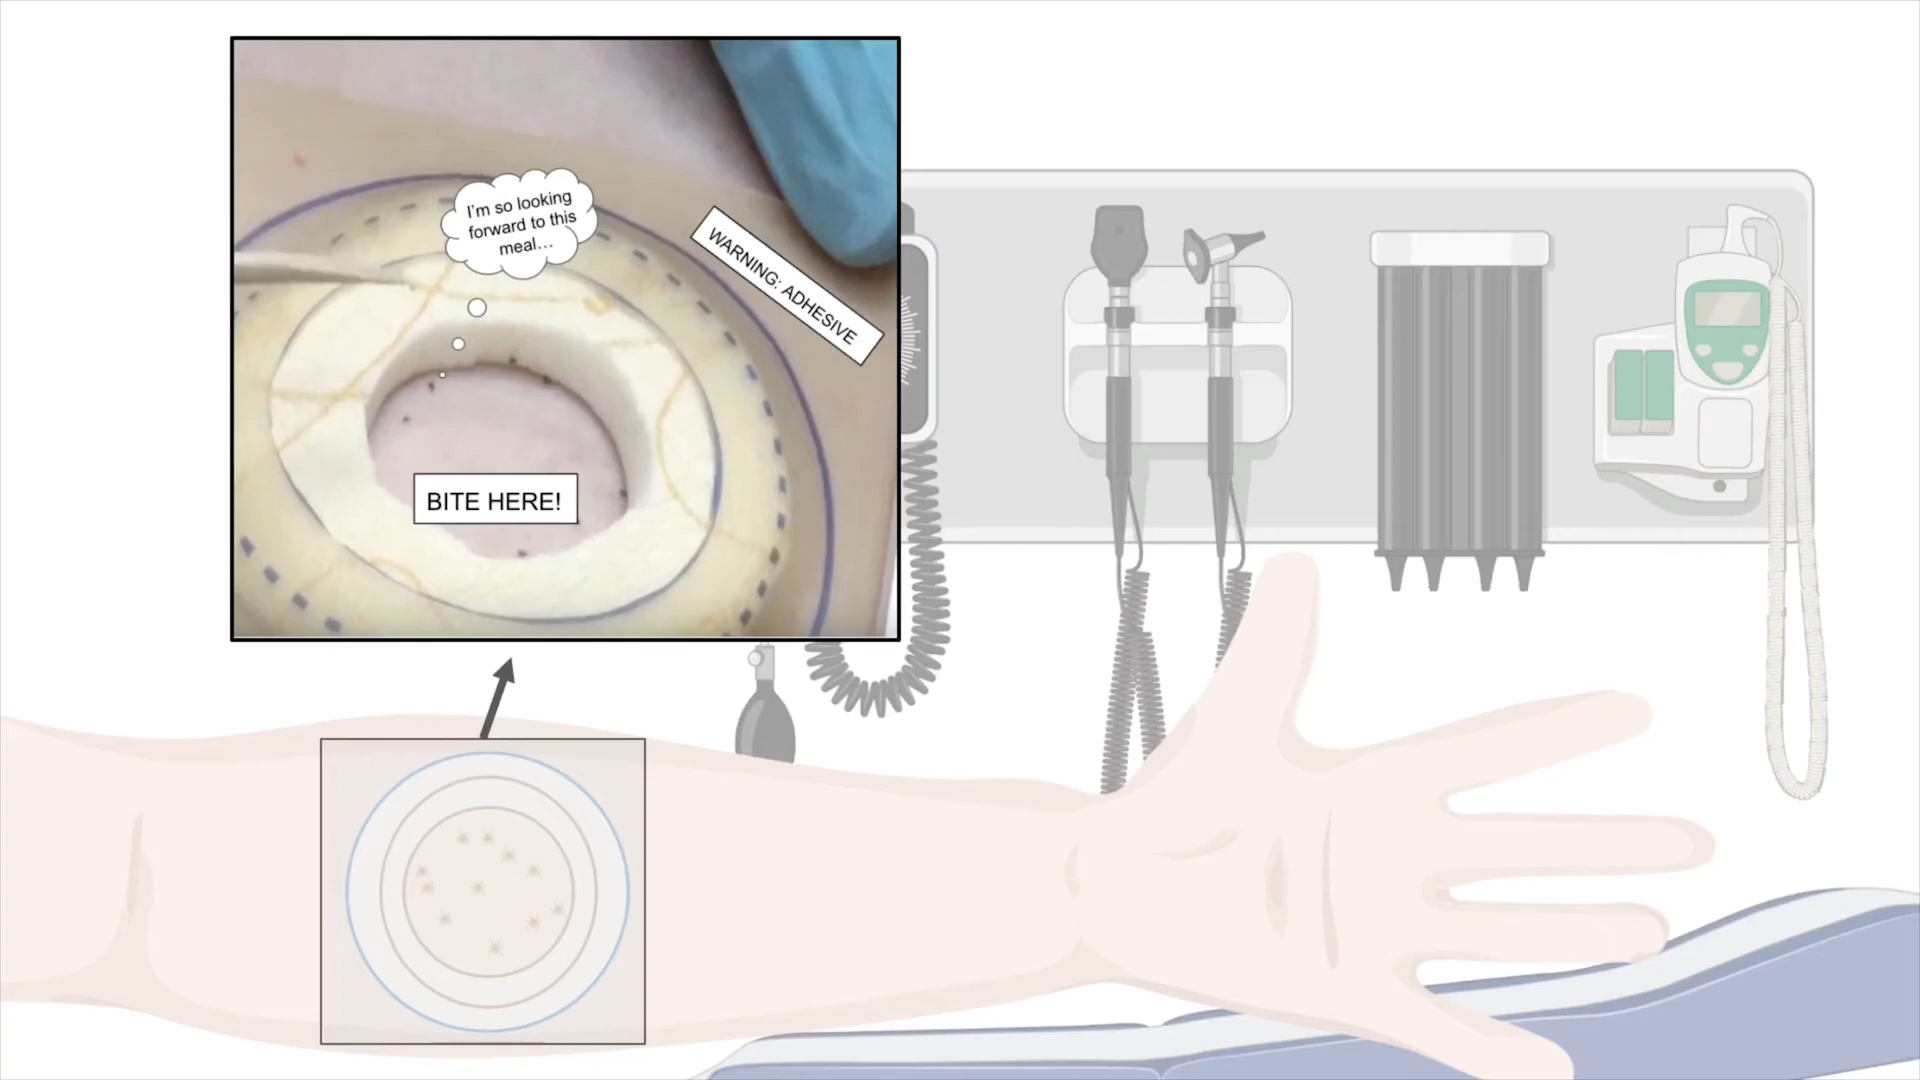 I'm so looking
forward to this
meal...
WARNING: ADHESIVE
BITE HERE!